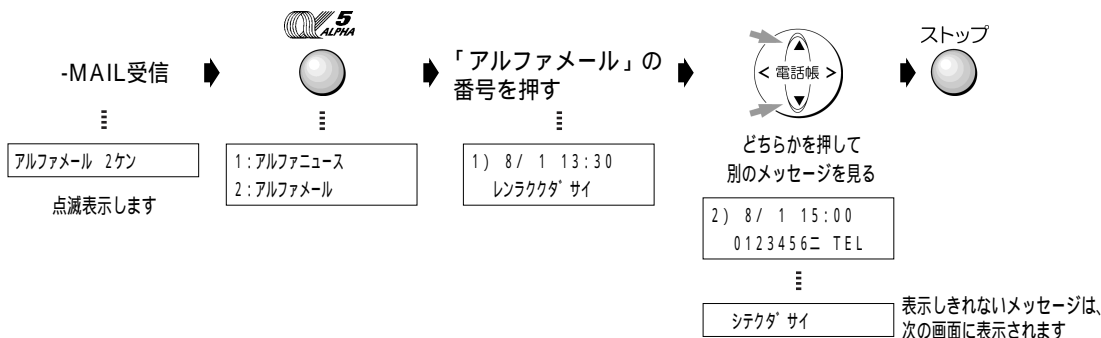 -MAIL受信
アルファメール 2ケン
点滅表示します
5
ALPHA
1:アルファニュース
2:アルファメール
「アルファメール」の
番号を押す
1) 8/ 1 13:30
レンラククダサイ
電話帳
どちらかを押して
別のメッセージを見る
2) 8/ 1 15:00
0123456ニ TEL
シテクダサイ
表示しきれないメッセージは、
次の画面に表示されます
ストップ